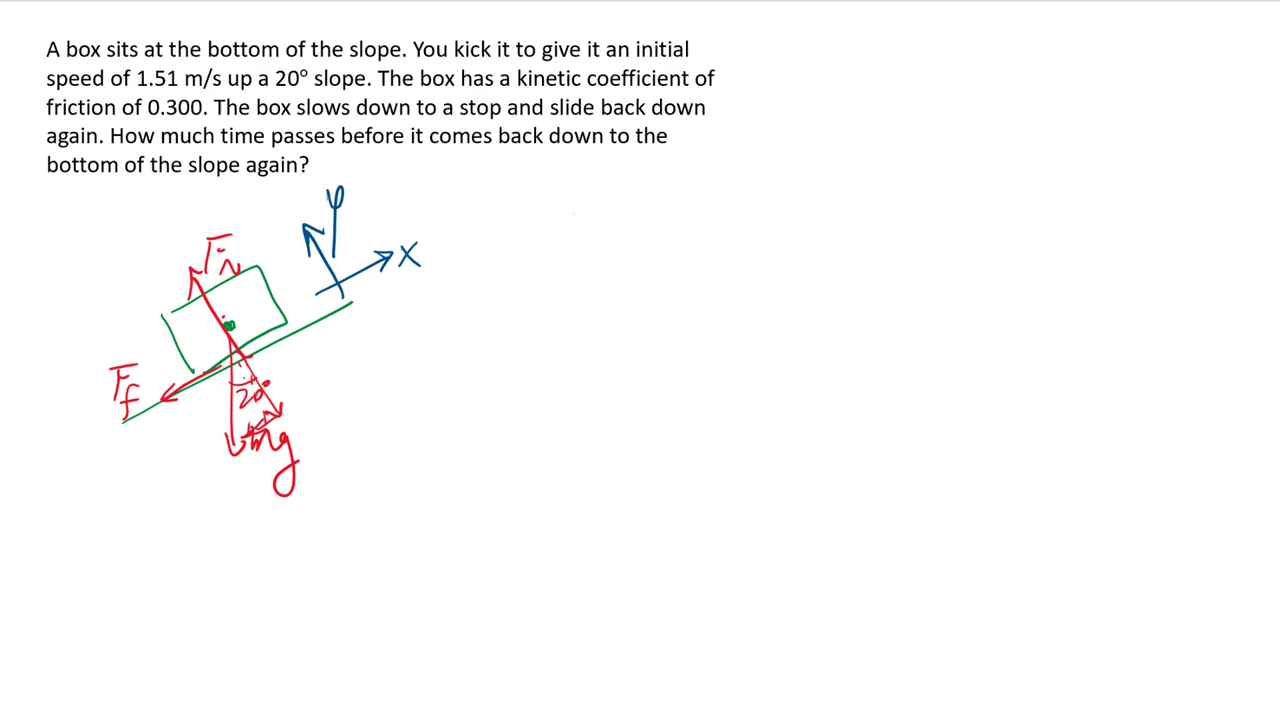 A box sits at the bottom of the slope. You kick it to give it an initial
speed of 1.51 m/s up a 20° slope. The box has a kinetic coefficient of
friction of 0.300. The box slows down to a stop and slide back down
again. How much time passes before it comes back down to the
bottom of the slope again?
y
x
F_N
F_f
20°
mg